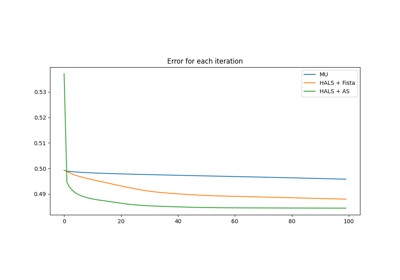 Error for each iteration
MU
HALS + Fista
HALS + AS
0.53
0.52
0.51
0.50
0.49
0 20 40 60 80 100